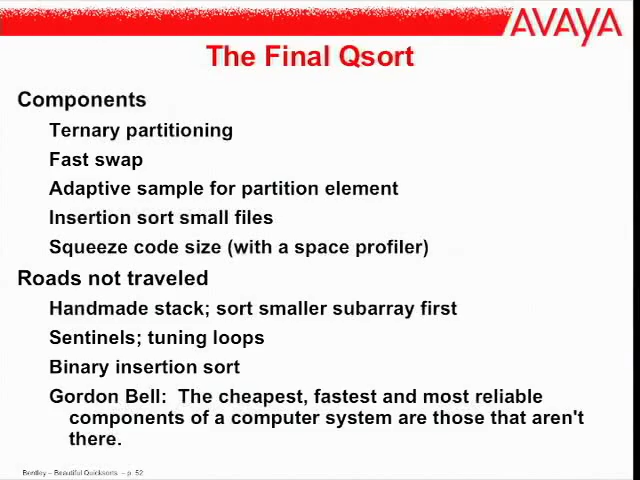 AVAYA
The Final Qsort
Components
Ternary partitioning
Fast swap
Adaptive sample for partition element
Insertion sort small files
Squeeze code size (with a space profiler)
Roads not traveled
Handmade stack; sort smaller subarray first
Sentinels; tuning loops
Binary insertion sort
Gordon Bell: The cheapest, fastest and most reliable
components of a computer system are those that aren't
there.
Bentley – Beautiful Quicksorts – p. 52